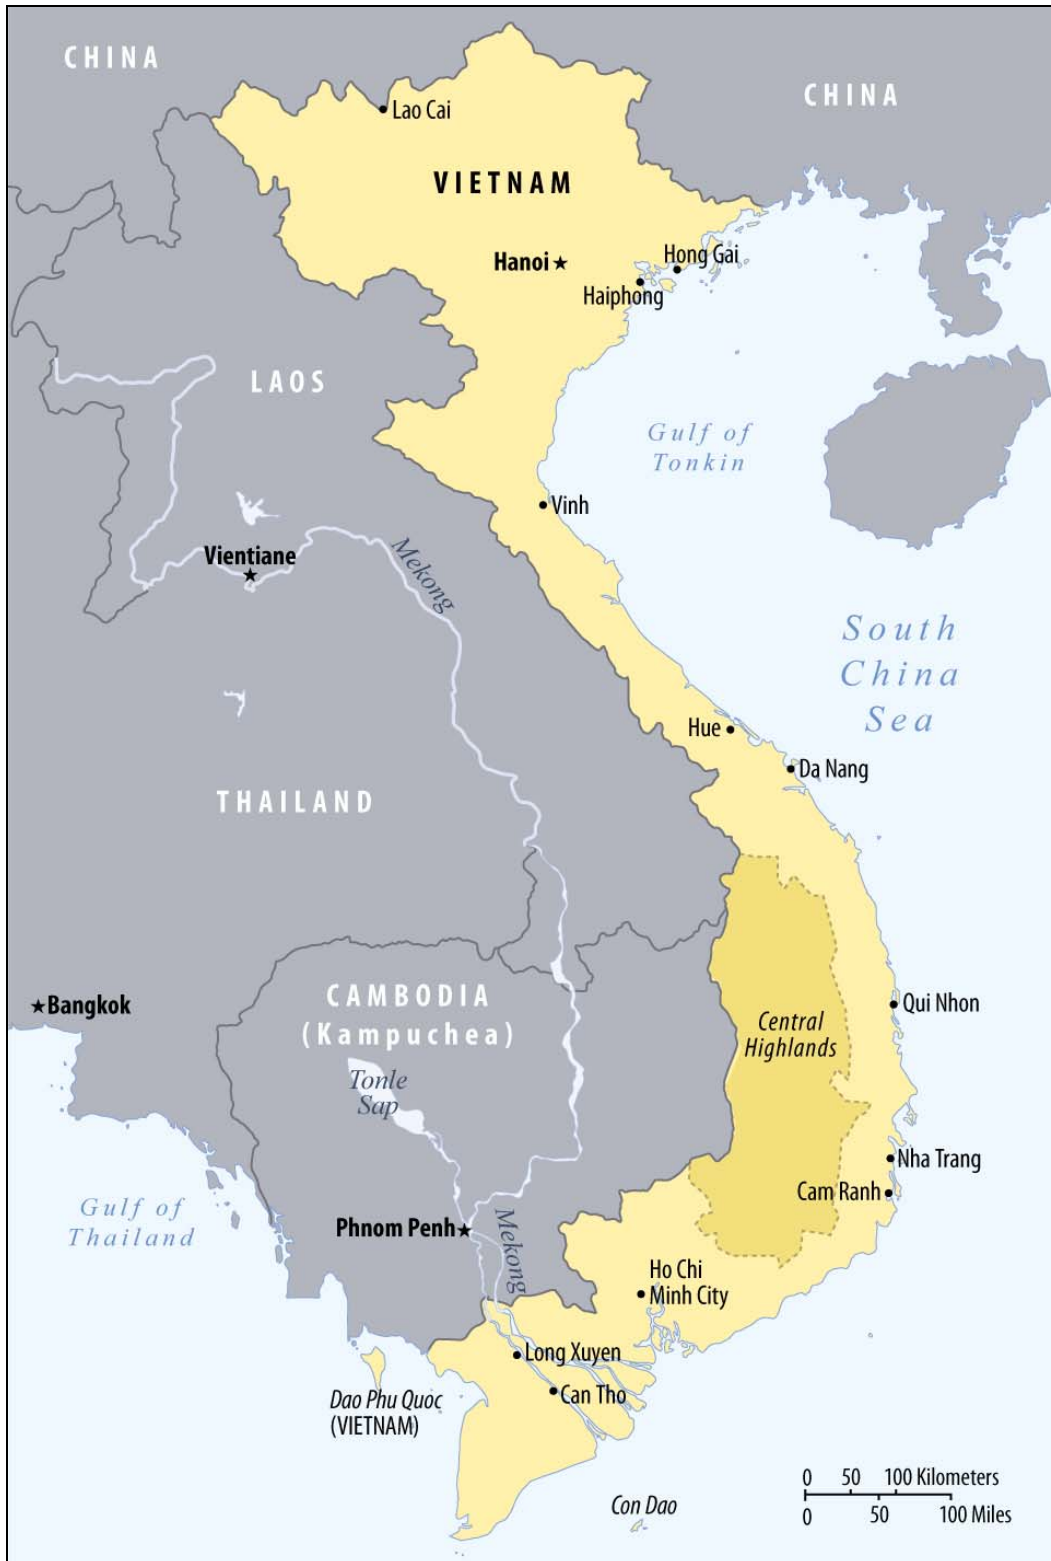 CHINA
CHINA
Lao Cai
VIETNAM
Hanoi
Hong Gai
Haiphong
LAOS
Gulf of
Tonkin
Vinh
Vientiane
Mekong
South
China
Sea
Hue
Da Nang
THAILAND
Bangkok
CAMBODIA
(Kampuchea)
Qui Nhon
Central
Highlands
Tonle
Sap
Nha Trang
Cam Ranh
Gulf of
Thailand
Phnom Penh
Mekong
Ho Chi
Minh City
Long Xuyen
Can Tho
Dao Phu Quoc
(VIETNAM)
Con Dao
0 50 100 Kilometers
0 50 100 Miles